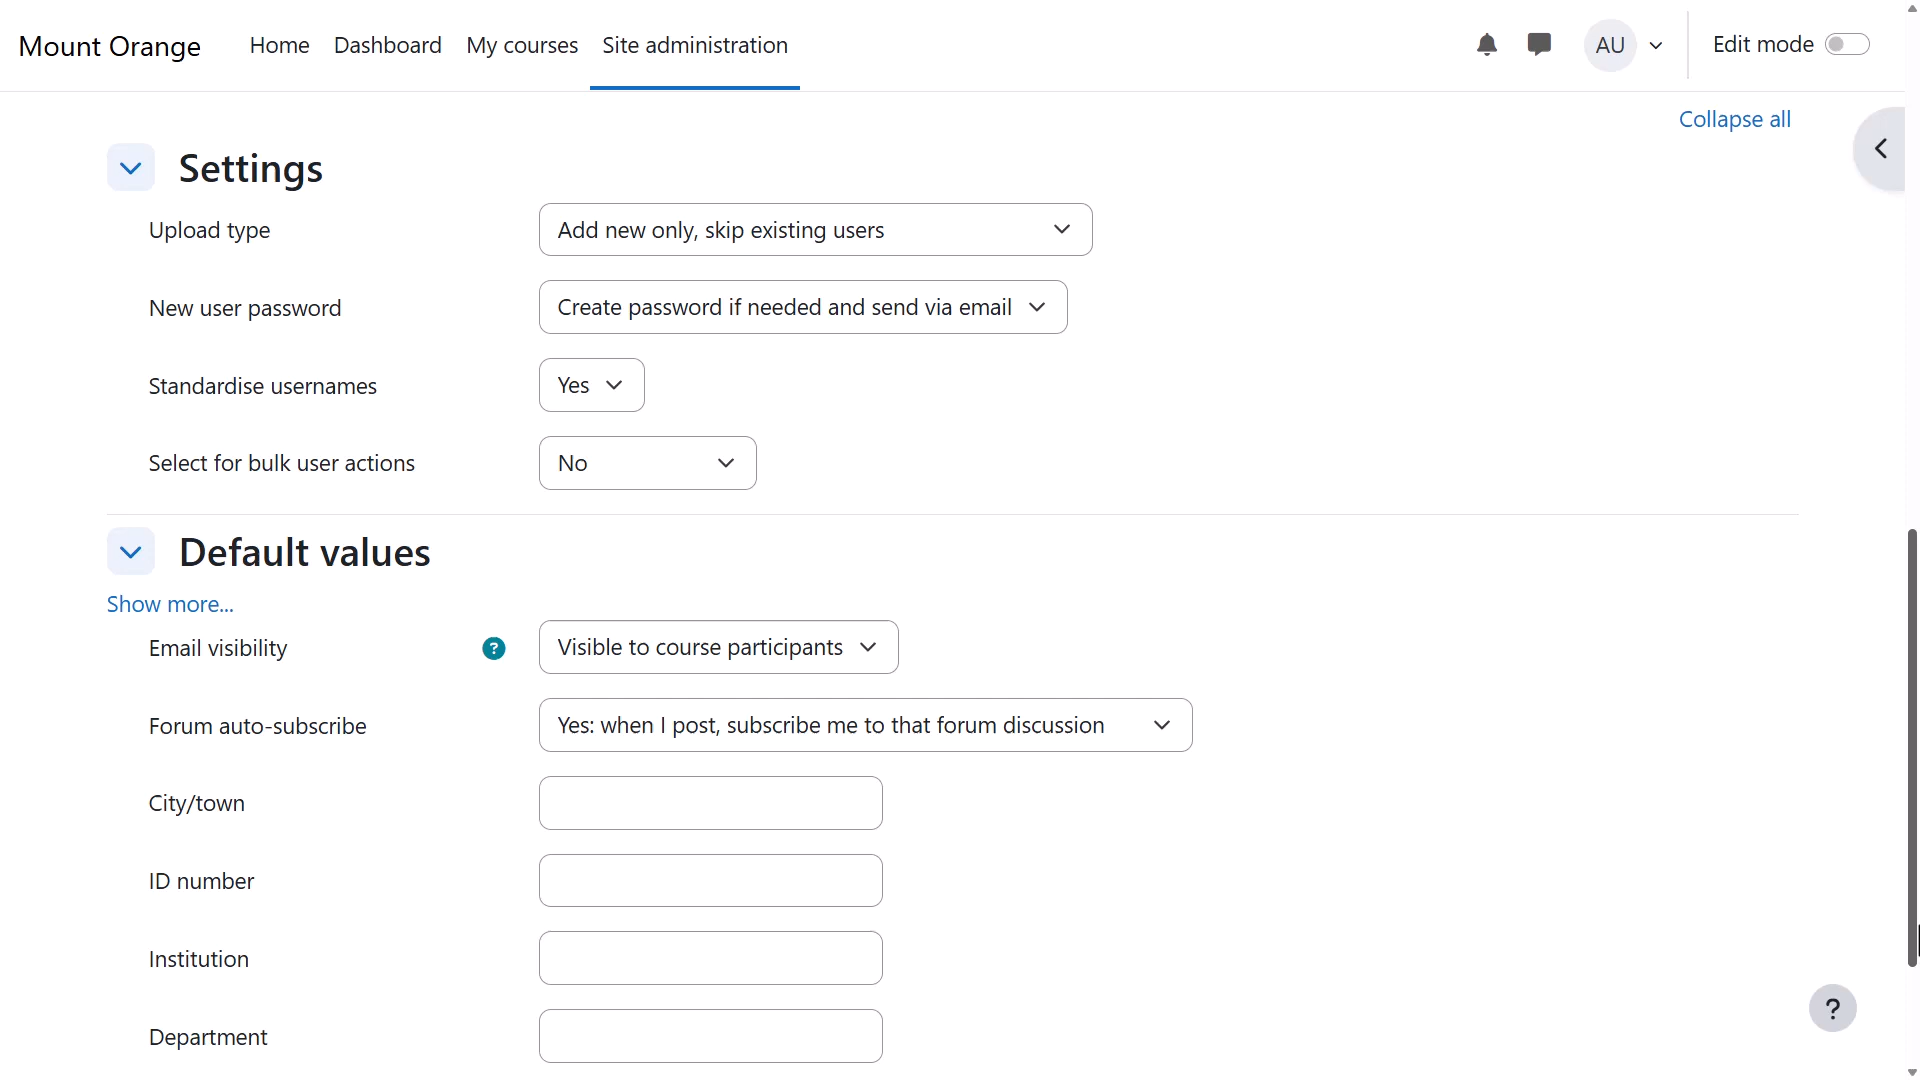 Mount Orange Home Dashboard My courses Site administration AU Edit mode
Collapse all
Settings
Upload type Add new only, skip existing users
New user password Create password if needed and send via email
Standardise usernames Yes
Select for bulk user actions No
Default values
Show more...
Email visibility ? Visible to course participants
Forum auto-subscribe Yes: when I post, subscribe me to that forum discussion
City/town
ID number
Institution
?
Department